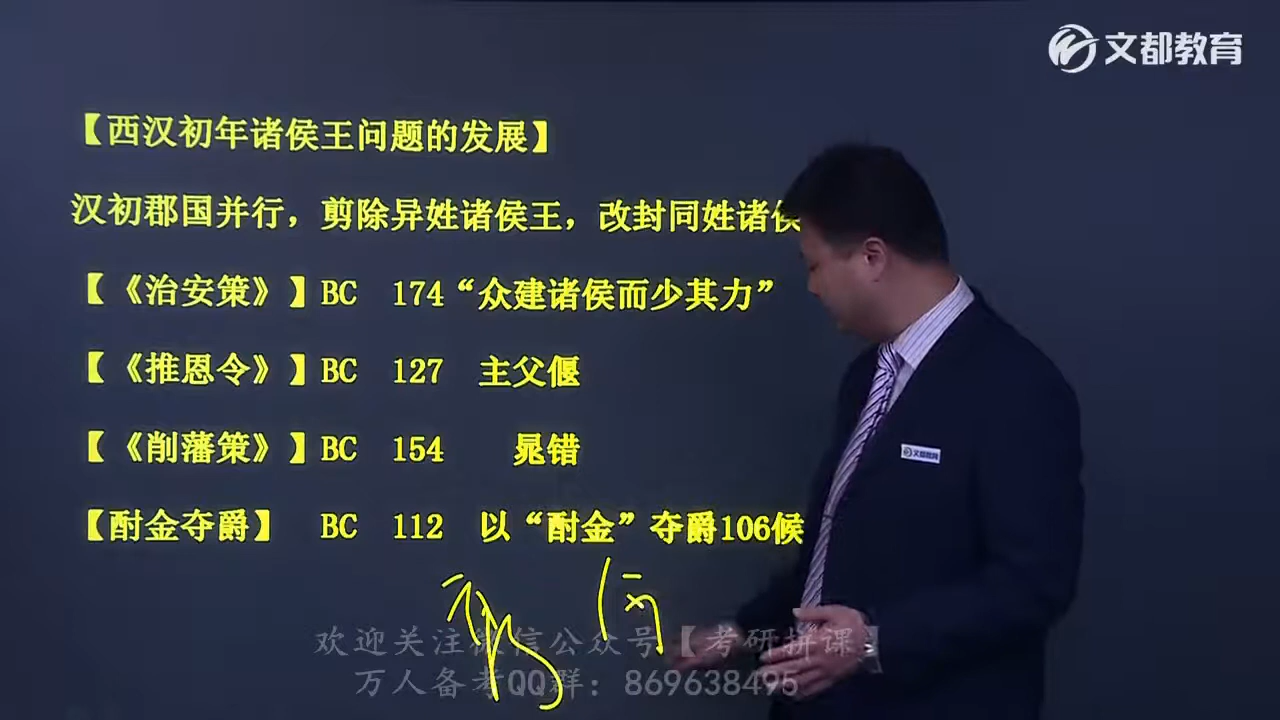 文都教育
【西汉初年诸侯王问题的发展】
汉初郡国并行，剪除异姓诸侯王，改封同姓诸侯
【《治安策》】BC 174“众建诸侯而少其力”
【《推恩令》】BC 127 主父偃
【《削藩策》】BC 154 晁错
文都教育
【酎金夺爵】 BC 112 以“酎金”夺爵106候
欢迎关注微信公众号【考研拼课】
万人备考QQ群：869638495